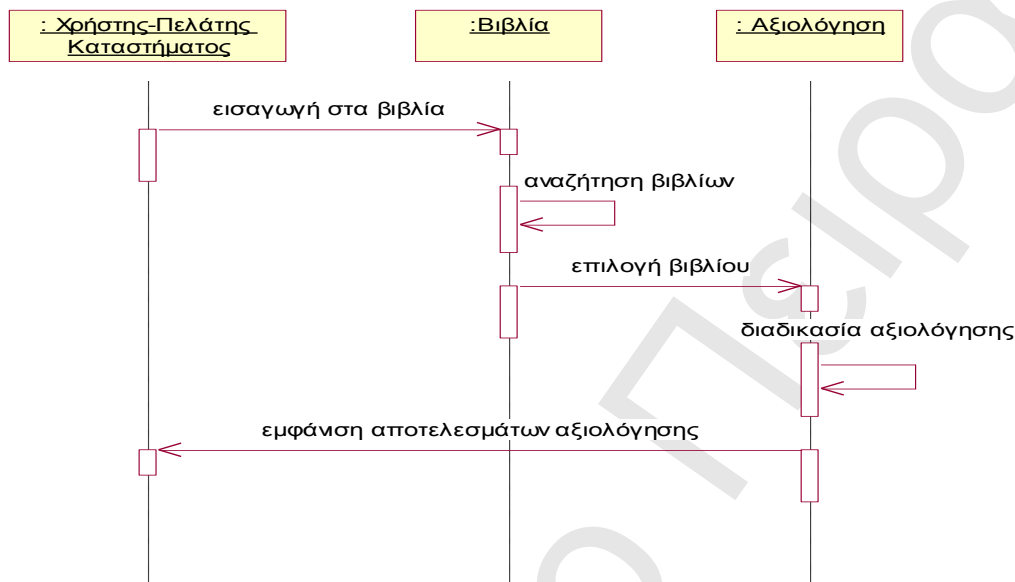 : Χρήστης-Πελάτης
Καταστήματος
:Βιβλία
: Αξιολόγηση
εισαγωγή στα βιβλία
αναζήτηση βιβλίων
επιλογή βιβλίου
διαδικασία αξιολόγησης
εμφάνιση αποτελεσμάτων αξιολόγησης